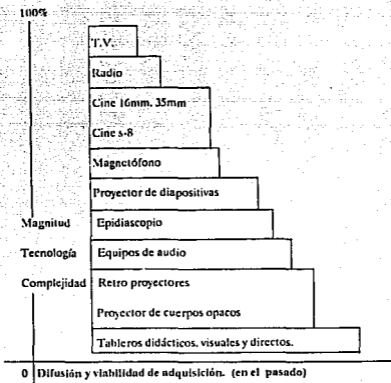 100%
T.V.
Radio
Cine 16mm. 35mm
Cine s-8
Magnetófono
Proyector de diapositivas
Magnitud Epidiascopio
Tecnología Equipos de audio
Complejidad Retro proyectores
Proyector de cuerpos opacos
Tableros didácticos, visuales y directos.
0 Difusión y viabilidad de adquisición. (en el pasado)